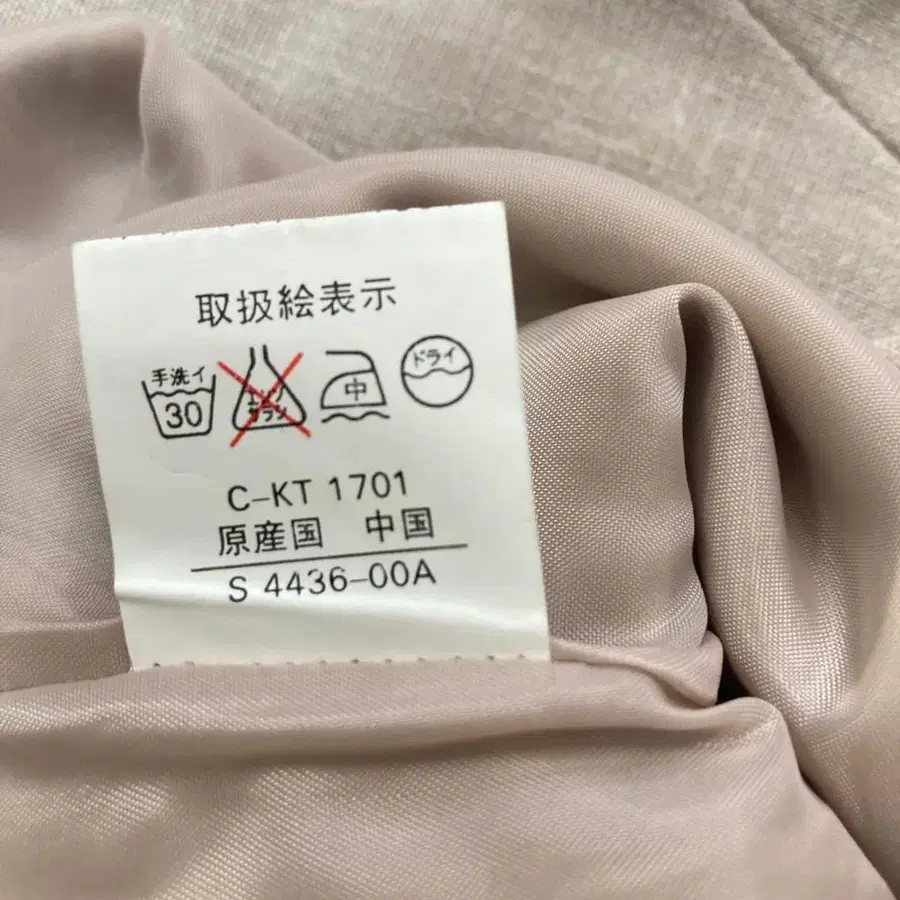 取扱絵表示
手洗イ 中 ドライ
30
C-KT 1701
原産国 中国
S 4436-00A